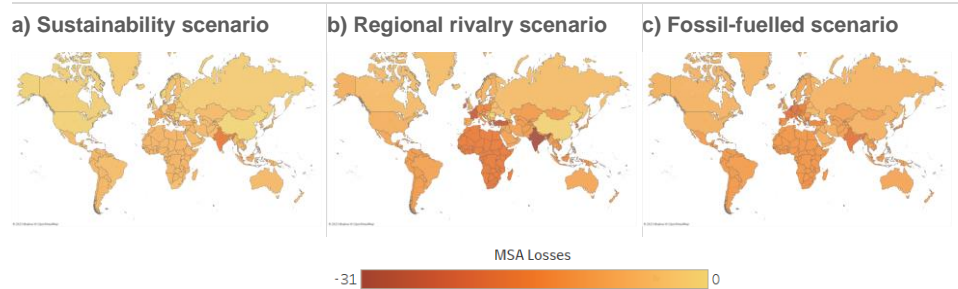 a) Sustainability scenario
b) Regional rivalry scenario
c) Fossil-fuelled scenario
MSA Losses
-31
0